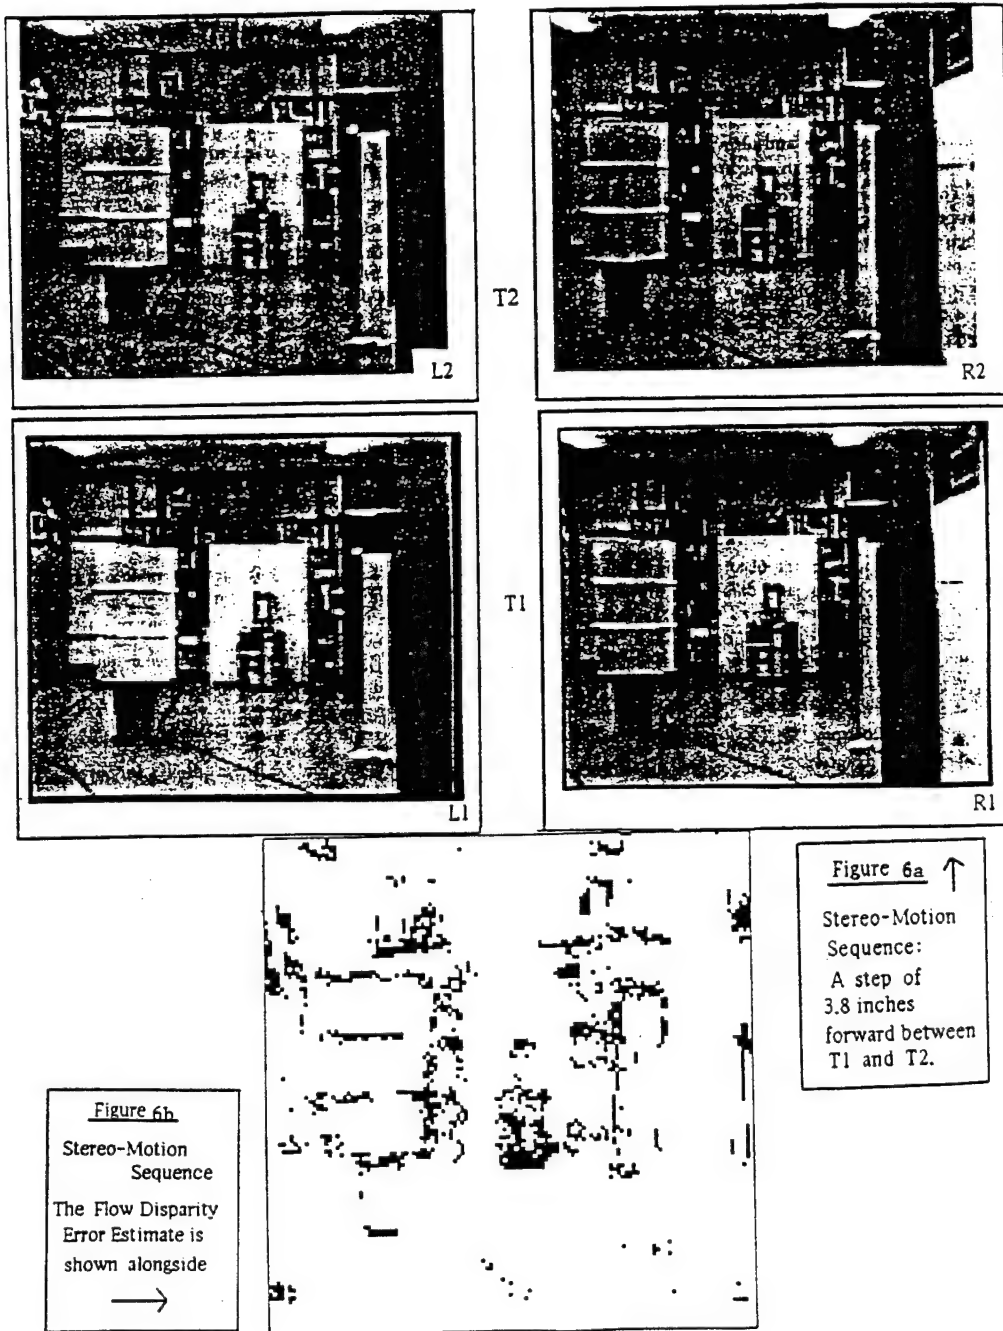 T2
L2
R2
T1
L1
R1
Figure 6a
Stereo-Motion
Sequence:
A step of
3.8 inches
forward between
T1 and T2.
Figure 6b
Stereo-Motion
Sequence
The Flow Disparity
Error Estimate is
shown alongside